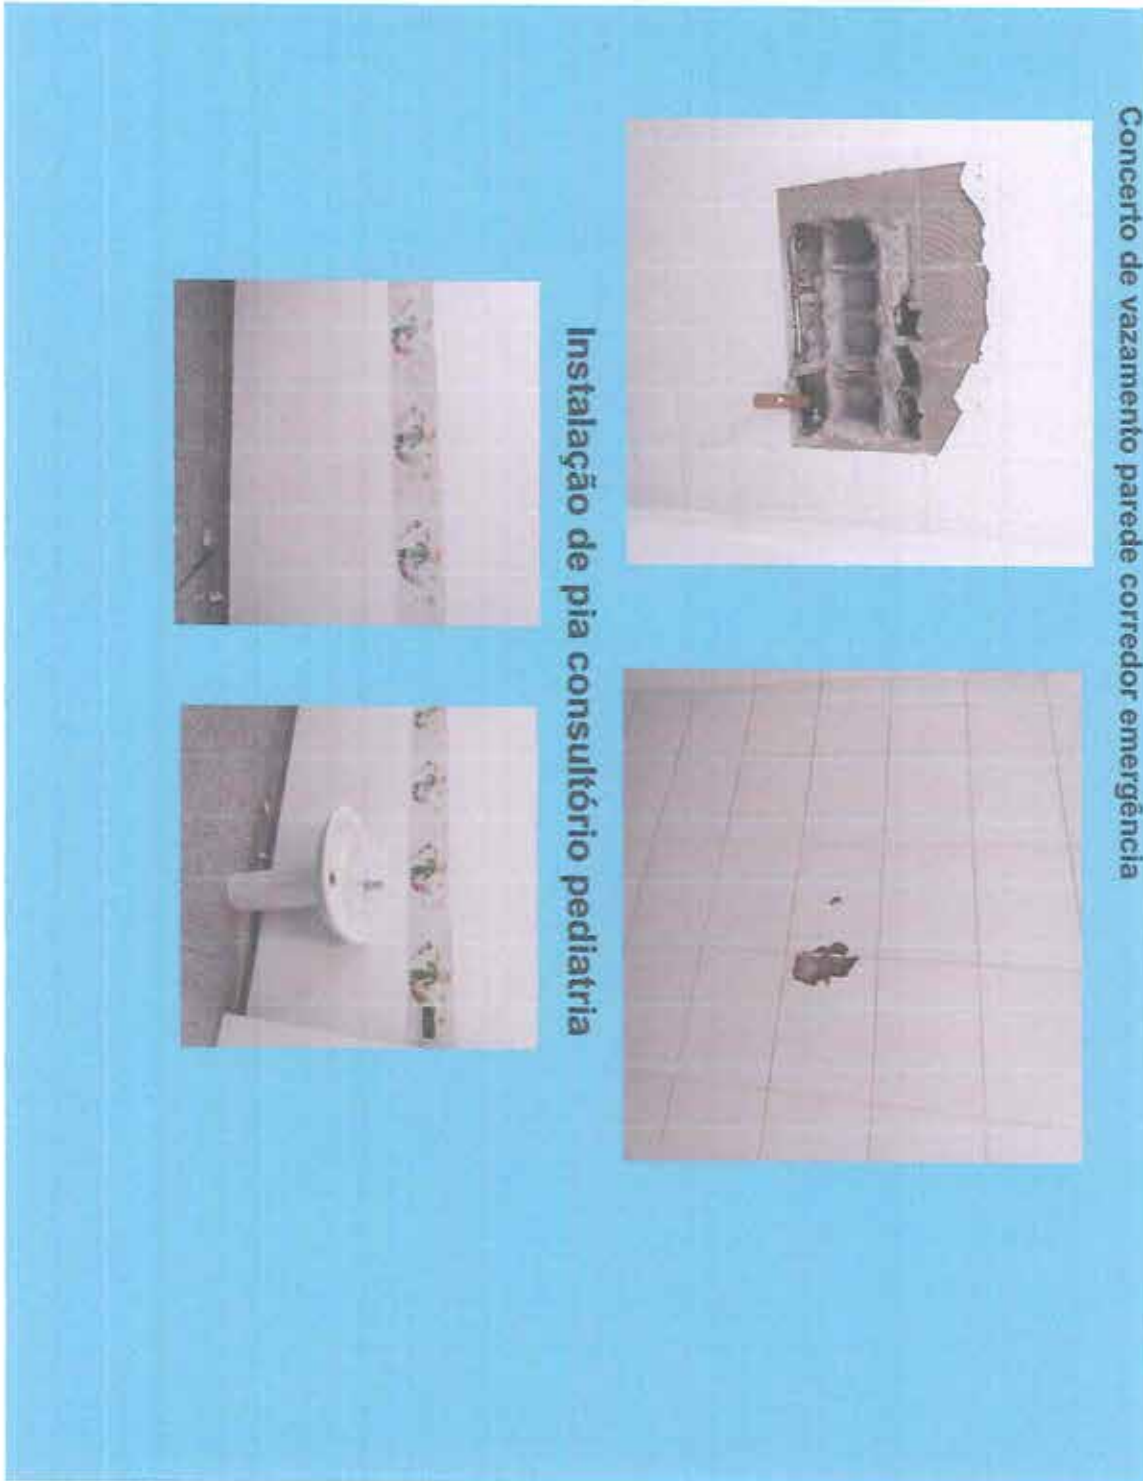 Concerto de vazamento parede corredor emergência
Instalação de pia consultório pediatria